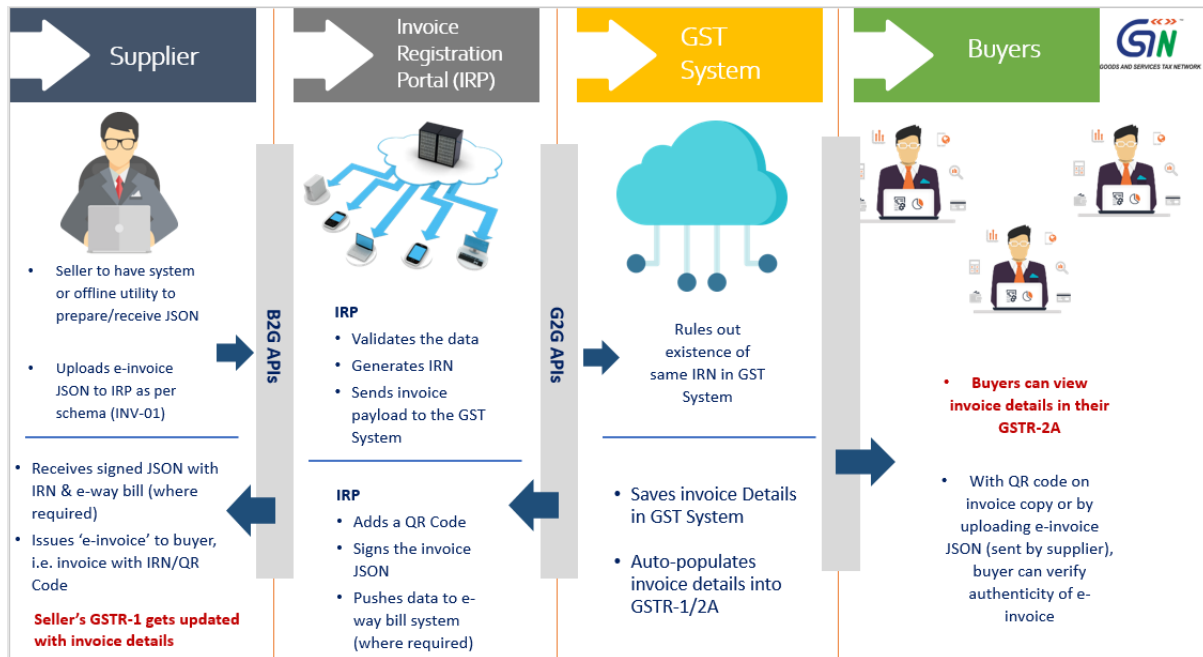 Supplier
Invoice
Registration
Portal (IRP)
GST
System
Buyers
GSTN
GOODS AND SERVICES TAX NETWORK
• Seller to have system
or offline utility to
prepare/receive JSON
• Uploads e-invoice
JSON to IRP as per
schema (INV-01)
• Receives signed JSON with
IRN & e-way bill (where
required)
• Issues ‘e-invoice’ to buyer,
i.e. invoice with IRN/QR
Code
Seller’s GSTR-1 gets updated
with invoice details
B2G APIs
IRP
• Validates the data
• Generates IRN
• Sends invoice
payload to the GST
System
IRP
• Adds a QR Code
• Signs the invoice
JSON
• Pushes data to e-
way bill system
(where required)
G2G APIs
Rules out
existence of
same IRN in GST
System
• Saves invoice Details
in GST System
• Auto-populates
invoice details into
GSTR-1/2A
• Buyers can view
invoice details in their
GSTR-2A
• With QR code on
invoice copy or by
uploading e-invoice
JSON (sent by supplier),
buyer can verify
authenticity of e-
invoice